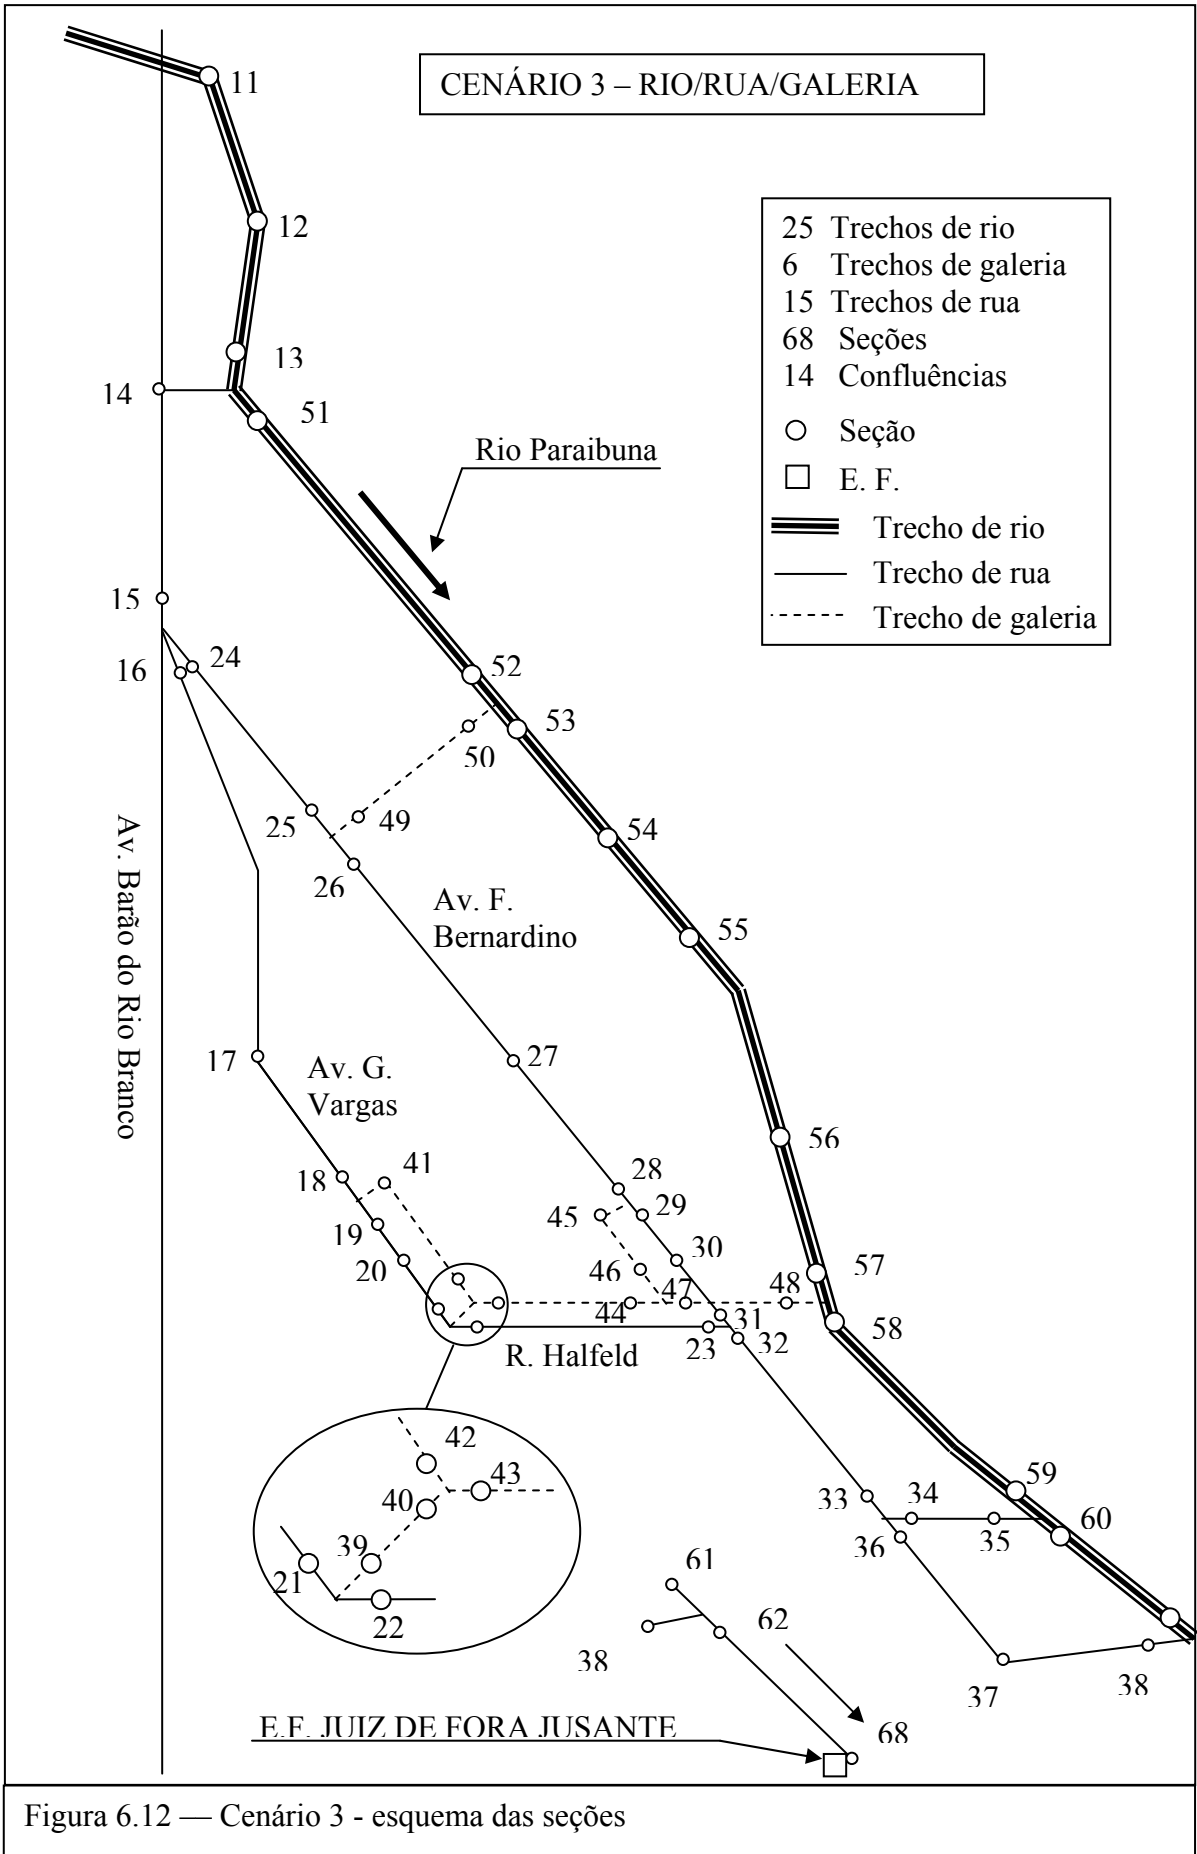 CENÁRIO 3 – RIO/RUA/GALERIA
11
12
25 Trechos de rio
6 Trechos de galeria
15 Trechos de rua
68 Seções
14 Confluências
Seção
E. F.
Trecho de rio
Trecho de rua
Trecho de galeria
13
14
51
Rio Paraibuna
15
16
24
52
53
50
25
49
54
26
Av. Barão do Rio Branco
Av. F.
Bernardino
55
27
17
Av. G.
Vargas
56
18
41
28
45
29
19
30
20
46
47
48
57
44
31
58
23
32
R. Halfeld
42
43
40
39
21
22
33
34
59
36
35
60
61
62
38
37
38
E.F. JUIZ DE FORA JUSANTE
68
Figura 6.12 — Cenário 3 - esquema das seções